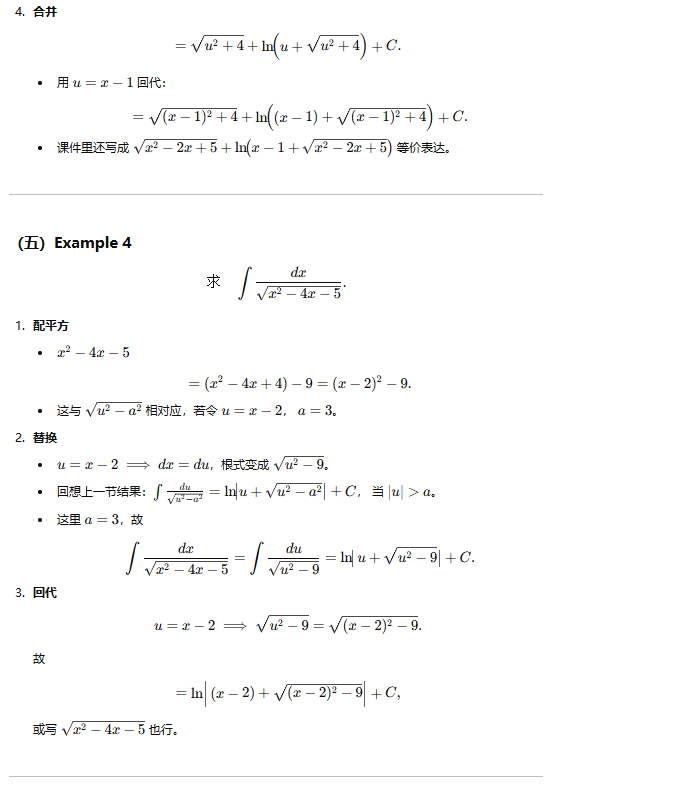 4. 合并
= √(u² + 4) + ln(u + √(u² + 4)) + C.
• 用 u = x − 1 回代：
= √((x − 1)² + 4) + ln((x − 1) + √((x − 1)² + 4)) + C.
• 课件里还写成 √(x² − 2x + 5) + ln(x − 1 + √(x² − 2x + 5)) 等价表达。
（五）Example 4
求 ∫ dx / √(x² − 4x − 5).
1. 配平方
• x² − 4x − 5
= (x² − 4x + 4) − 9 = (x − 2)² − 9.
• 这与 √(u² − a²) 相对应，若令 u = x − 2， a = 3。
2. 替换
• u = x − 2 ⟹ dx = du，根式变成 √(u² − 9)。
• 回想上一节结果：∫ du / √(u² − a²) = ln|u + √(u² − a²)| + C， 当 |u| > a。
• 这里 a = 3，故
∫ dx / √(x² − 4x − 5) = ∫ du / √(u² − 9) = ln| u + √(u² − 9)| + C.
3. 回代
u = x − 2 ⟹ √(u² − 9) = √((x − 2)² − 9).
故
= ln| (x − 2) + √((x − 2)² − 9)| + C,
或写 √(x² − 4x − 5) 也行。